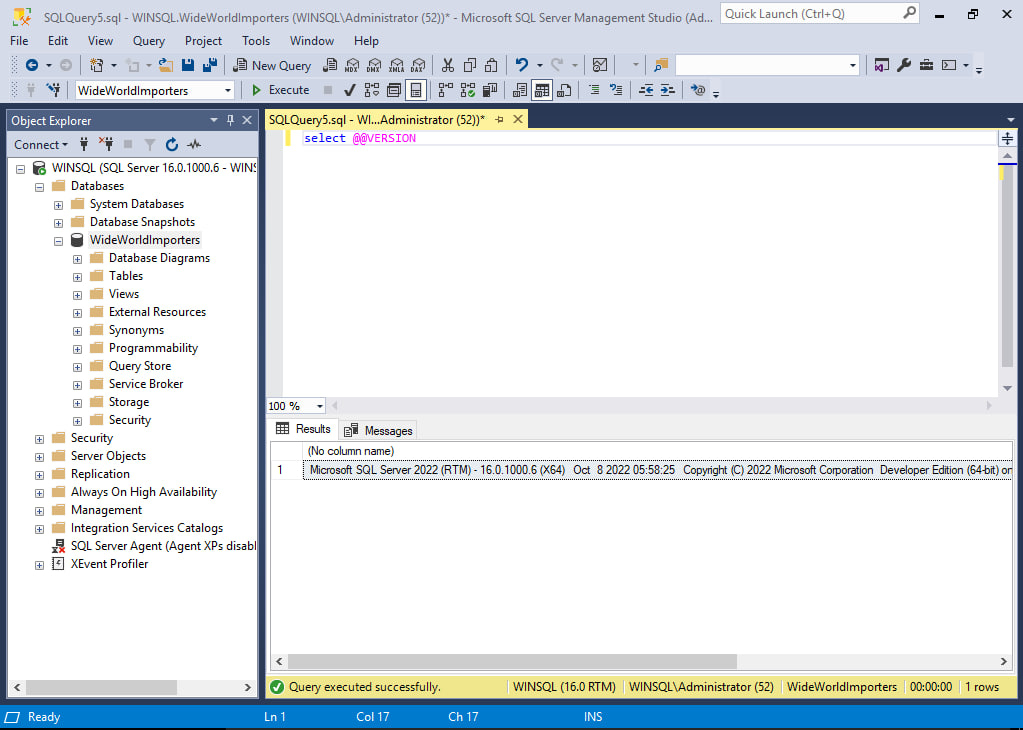 SQLQuery5.sql - WINSQL.WideWorldImporters (WINSQL\Administrator (52))* - Microsoft SQL Server Management Studio (Ad...
Quick Launch (Ctrl+Q)
File Edit View Query Project Tools Window Help
New Query MDX DMX XMLA DAX
WideWorldImporters Execute
Object Explorer
SQLQuery5.sql - WI...Administrator (52))*
Connect
select @@VERSION
WINSQL (SQL Server 16.0.1000.6 - WINS
Databases
System Databases
Database Snapshots
WideWorldImporters
Database Diagrams
Tables
Views
External Resources
Synonyms
Programmability
Query Store
Service Broker
Storage
Security
Security
Server Objects
Replication
Always On High Availability
Management
Integration Services Catalogs
SQL Server Agent (Agent XPs disabl
XEvent Profiler
100 %
Results Messages
(No column name)
1 Microsoft SQL Server 2022 (RTM) - 16.0.1000.6 (X64) Oct 8 2022 05:58:25 Copyright (C) 2022 Microsoft Corporation Developer Edition (64-bit) on
Query executed successfully. WINSQL (16.0 RTM) WINSQL\Administrator (52) WideWorldImporters 00:00:00 1 rows
Ready Ln 1 Col 17 Ch 17 INS